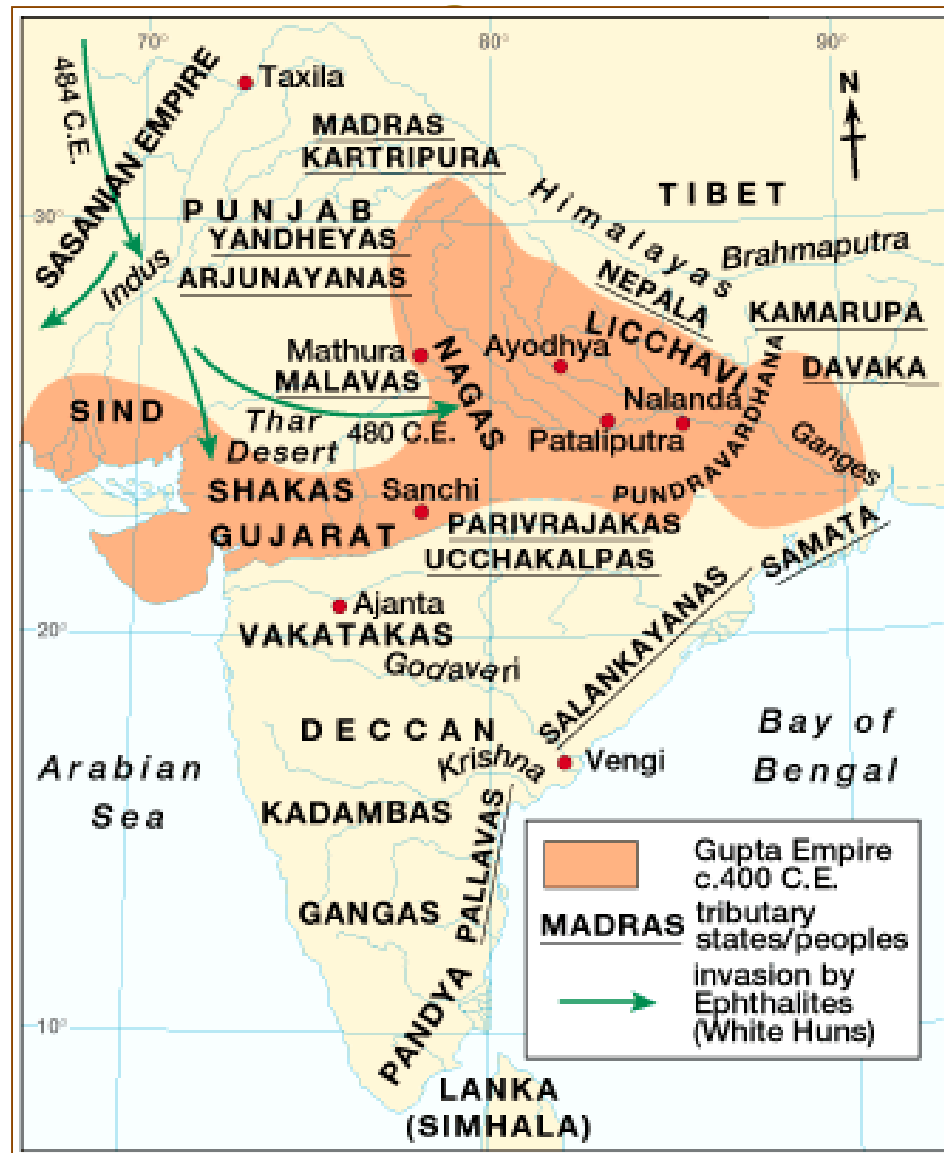 70°
80°
90°
484 C.E.
SASANIAN EMPIRE
Taxila
N
MADRAS
KARTRIPURA
Himalayas
TIBET
30°
PUNJAB
YANDHEYAS
ARJUNAYANAS
Indus
Brahmaputra
NEPALA
KAMARUPA
LICCHAVI
DAVAKA
Mathura
MALAVAS
NAGAS
Ayodhya
Nalanda
Pataliputra
PUNDRAVARDHANA
Ganges
SIND
Thar
Desert
480 C.E.
SHAKAS
Sanchi
GUJARAT
PARIVRAJAKAS
UCCHAKALPAS
SAMATA
Ajanta
20°
VAKATAKAS
Godaveri
SALANKAYANAS
DECCAN
Krishna
Vengi
Bay of
Bengal
Arabian
Sea
KADAMBAS
PALLAVAS
GANGAS
PANDYA
10°
LANKA
(SIMHALA)
Gupta Empire
c.400 C.E.
MADRAS tributary
states/peoples
invasion by
Ephthalites
(White Huns)